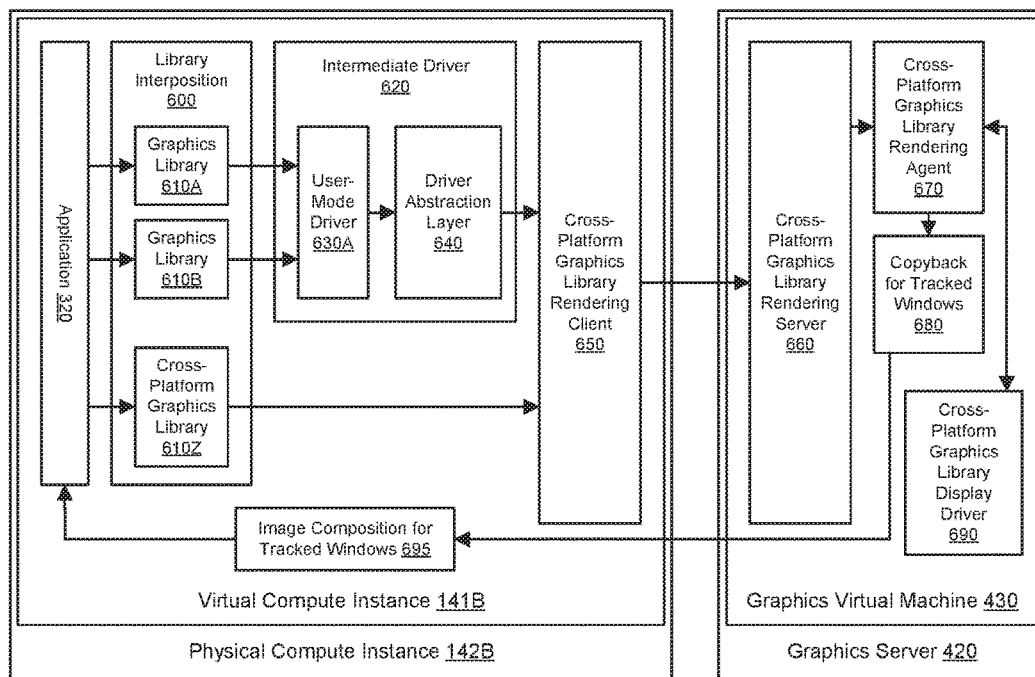 Application 320
Library
Interposition
600
Graphics
Library
610A
Graphics
Library
610B
Cross-
Platform
Graphics
Library
610Z
Intermediate Driver
620
User-
Mode
Driver
630A
Driver
Abstraction
Layer
640
Cross-
Platform
Graphics
Library
Rendering
Client
650
Image Composition for
Tracked Windows 695
Virtual Compute Instance 141B
Physical Compute Instance 142B
Cross-
Platform
Graphics
Library
Rendering
Server
660
Cross-
Platform
Graphics
Library
Rendering
Agent
670
Copyback
for Tracked
Windows
680
Cross-
Platform
Graphics
Library
Display
Driver
690
Graphics Virtual Machine 430
Graphics Server 420